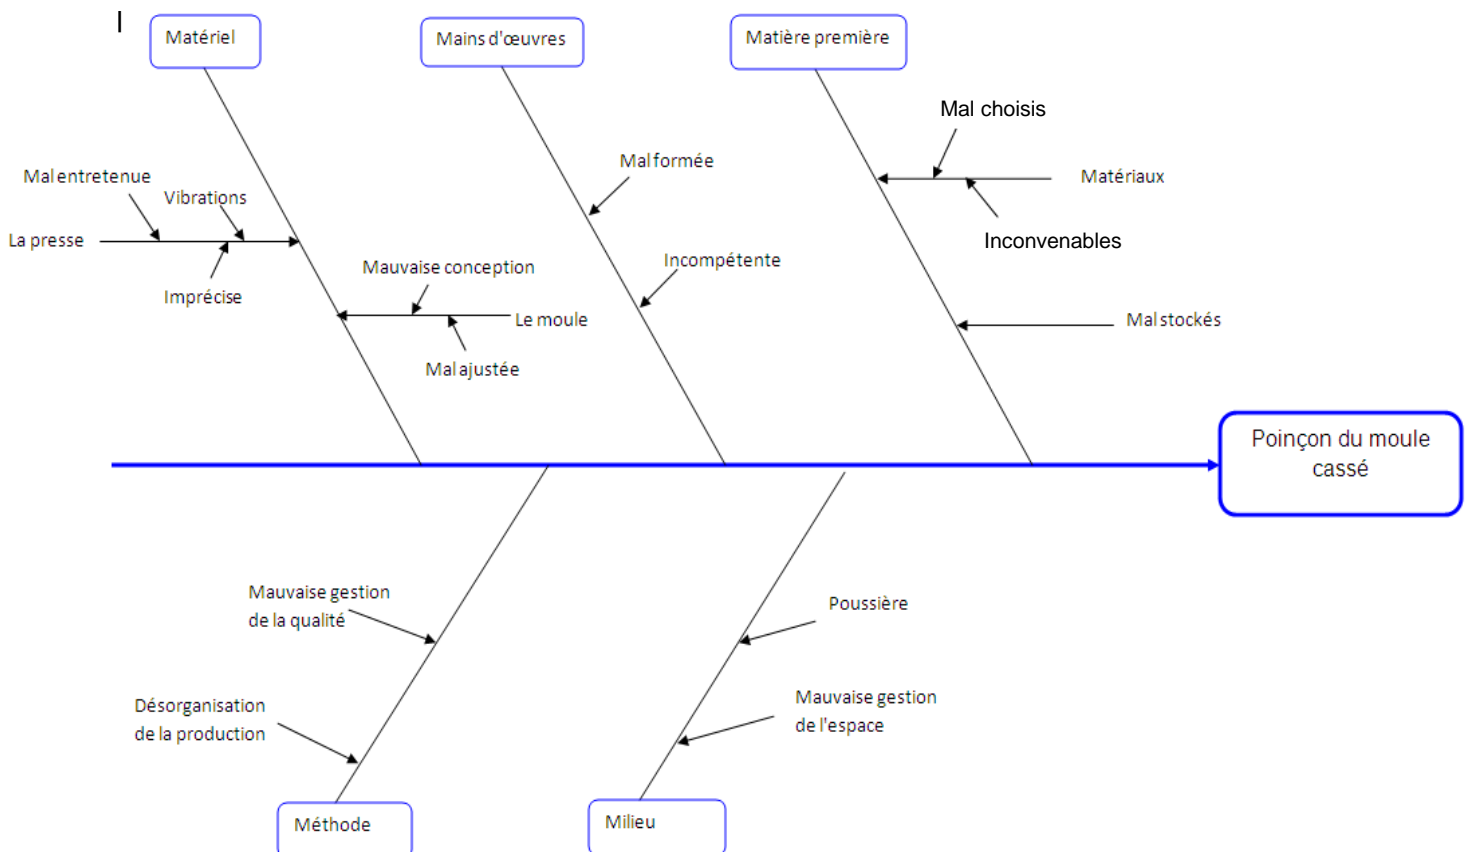 l
Matériel
Mains d'œuvres
Matière première
Mal choisis
Mal formée
Mal entretenue
Matériaux
Vibrations
La presse
Inconvenables
Incompétente
Mauvaise conception
Imprécise
Le moule
Mal stockés
Mal ajustée
Poinçon du moule
cassé
Mauvaise gestion
de la qualité
Poussière
Désorganisation
de la production
Mauvaise gestion
de l'espace
Méthode
Milieu